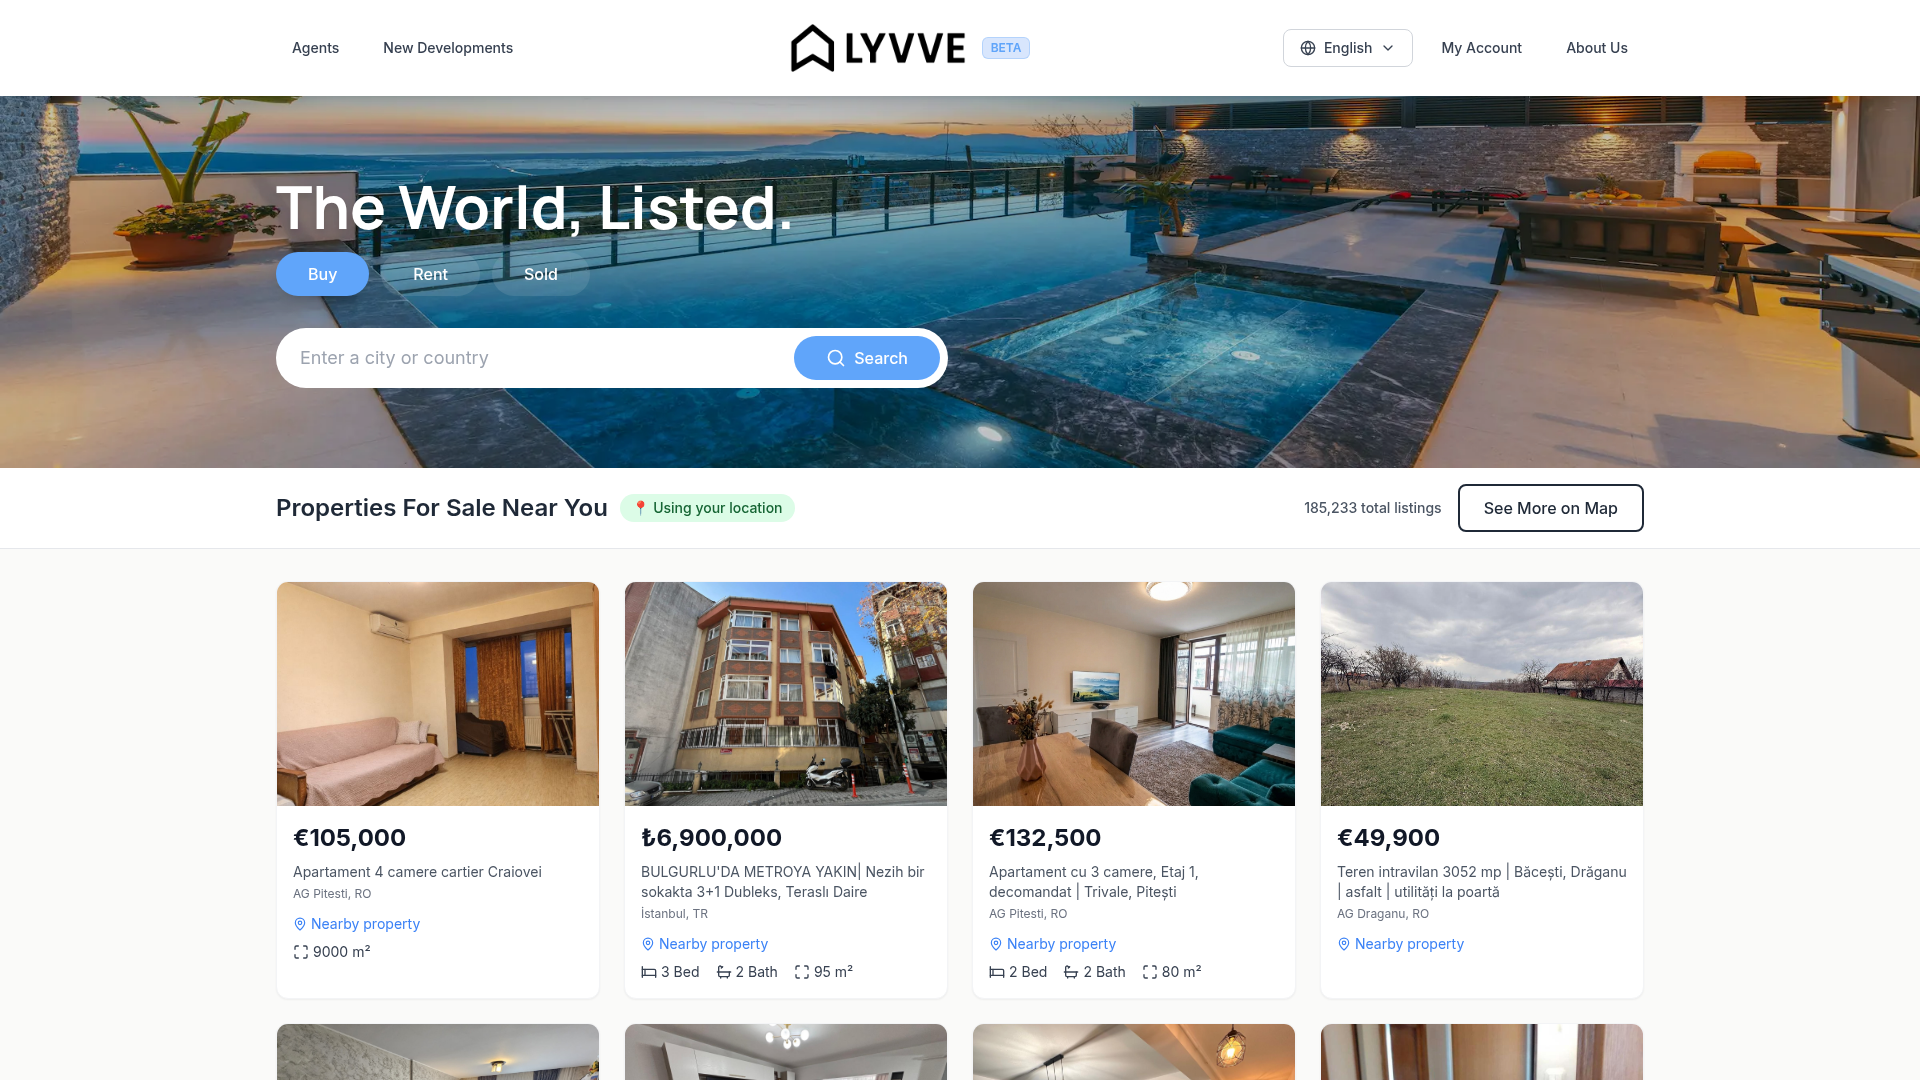 Agents
New Developments
LYVVE
BETA
English
My Account
About Us
The World, Listed.
Buy
Rent
Sold
Enter a city or country
Search
Properties For Sale Near You
📍 Using your location
185,233 total listings
See More on Map
€105,000
Apartament 4 camere cartier Craiovei
AG Pitesti, RO
Nearby property
9000 m²
₺6,900,000
BULGURLU'DA METROYA YAKIN| Nezih bir
sokakta 3+1 Dubleks, Teraslı Daire
İstanbul, TR
Nearby property
3 Bed
2 Bath
95 m²
€132,500
Apartament cu 3 camere, Etaj 1,
decomandat | Trivale, Pitești
AG Pitesti, RO
Nearby property
2 Bed
2 Bath
80 m²
€49,900
Teren intravilan 3052 mp | Băcești, Drăganu
| asfalt | utilități la poartă
AG Draganu, RO
Nearby property